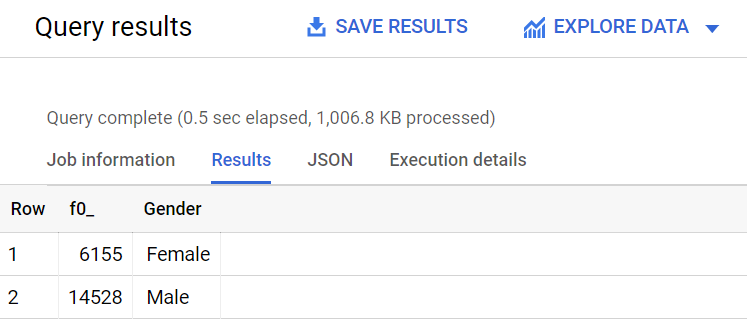 Query results SAVE RESULTS EXPLORE DATA
Query complete (0.5 sec elapsed, 1,006.8 KB processed)
Job information Results JSON Execution details
Row f0_ Gender
1 6155 Female
2 14528 Male